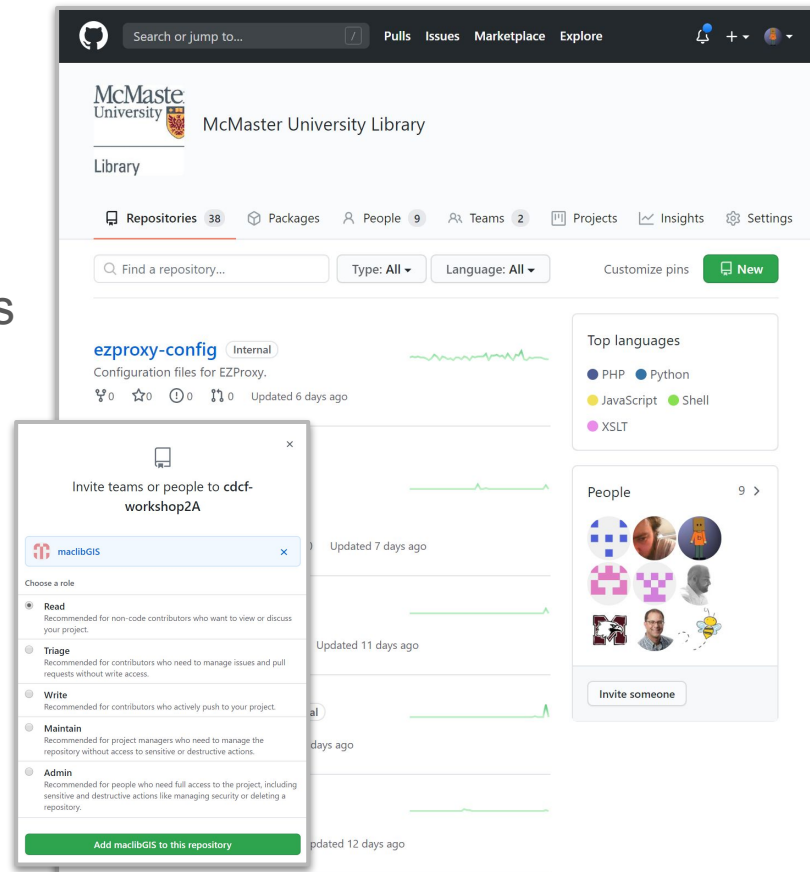 Search or jump to...
/
Pulls Issues Marketplace Explore
McMaste
University
Library
McMaster University Library
Repositories 38 Packages People 9 Teams 2 Projects Insights Settings
Find a repository... Type: All Language: All Customize pins New
s
ezproxy-config Internal
Configuration files for EZProxy.
0 0 0 0 Updated 6 days ago
Top languages
PHP Python
JavaScript Shell
XSLT
Invite teams or people to cdcf-
workshop2A
maclibGIS
Choose a role
Read
Recommended for non-code contributors who want to view or discuss
your project.
Triage
Recommended for contributors who need to manage issues and pull
requests without write access.
Write
Recommended for contributors who actively push to your project.
Maintain
Recommended for project managers who need to manage the
repository without access to sensitive or destructive actions.
Admin
Recommended for people who need full access to the project, including
sensitive and destructive actions like managing security or deleting a
repository.
Add maclibGIS to this repository
Updated 7 days ago
Updated 11 days ago
al
days ago
pdated 12 days ago
People 9
M
Invite someone